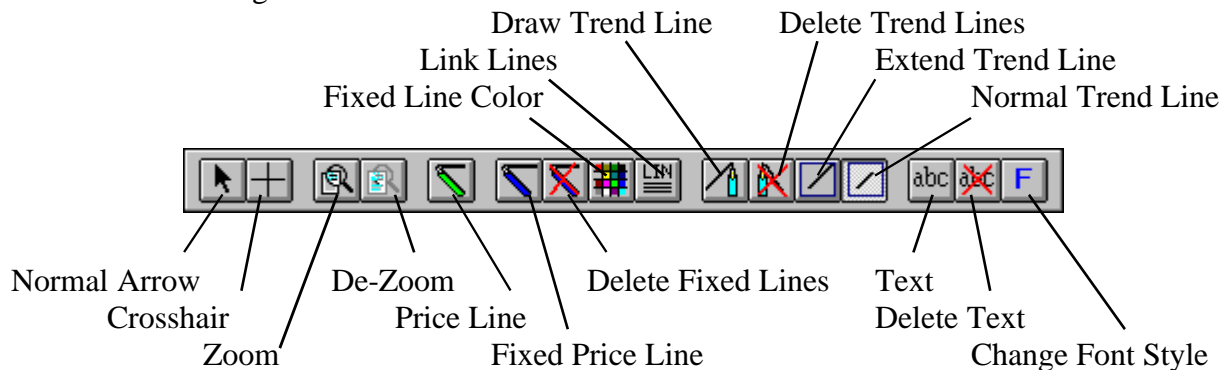 Draw Trend Line Delete Trend Lines
Link Lines Extend Trend Line
Fixed Line Color Normal Trend Line
LIN abc abc F
Normal Arrow De-Zoom Delete Fixed Lines Text
Crosshair Price Line Delete Text
Zoom Fixed Price Line Change Font Style